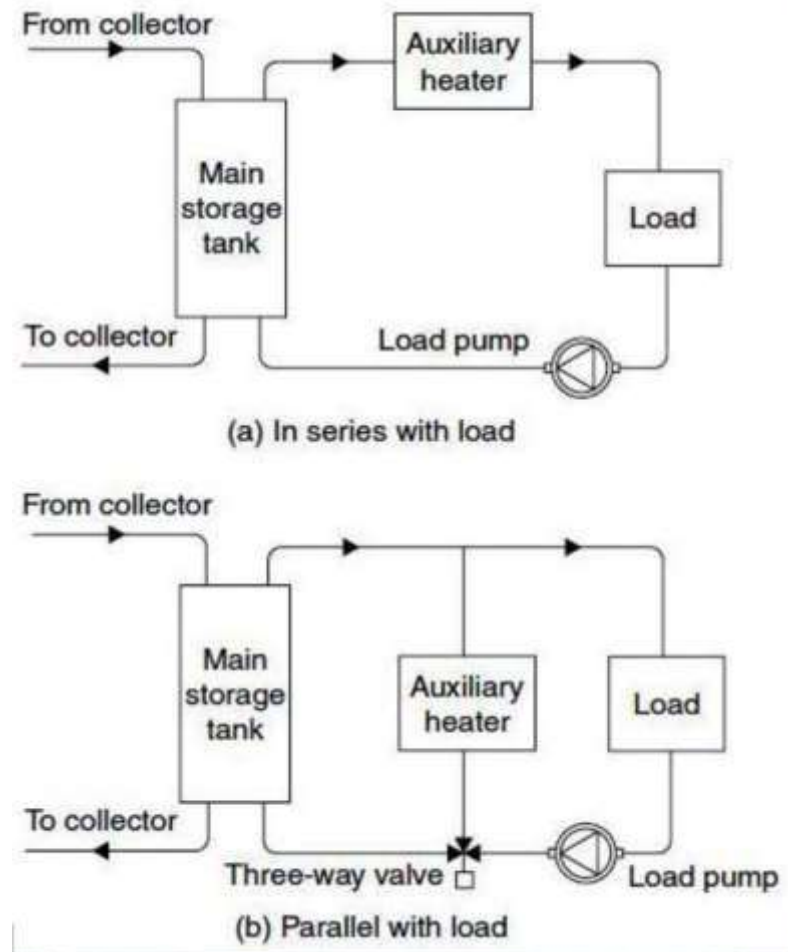 From collector
Auxiliary
heater
Main
storage
tank
Load
To collector
Load pump
(a) In series with load
From collector
Main
storage
tank
Auxiliary
heater
Load
To collector
Three-way valve
Load pump
(b) Parallel with load